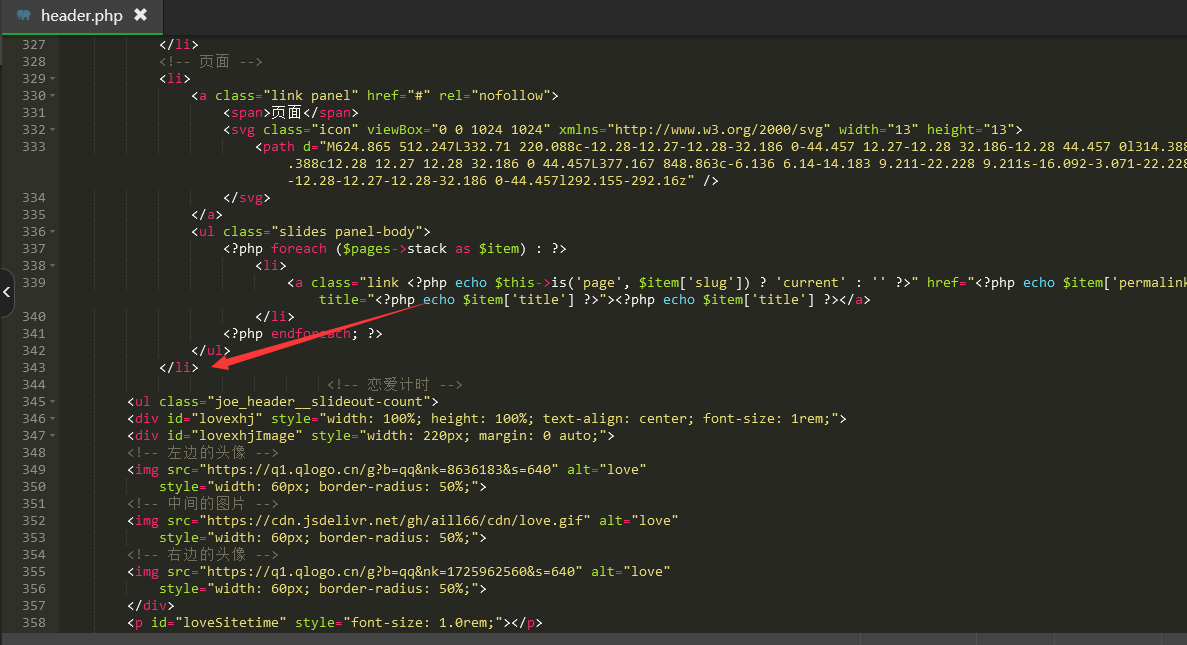 header.php ✖
327 </li>
328 <!-- 页面 -->
329 <li>
330 <a class="link panel" href="#" rel="nofollow">
331 <span>页面</span>
332 <svg class="icon" viewBox="0 0 1024 1024" xmlns="http://www.w3.org/2000/svg" width="13" height="13">
333 <path d="M624.865 512.247L332.71 220.088c-12.28-12.27-12.28-32.186 0-44.457 12.27-12.28 32.186-12.28 44.457 0l314.388
.388c12.28 12.27 12.28 32.186 0 44.457L377.167 848.863c-6.136 6.14-14.183 9.211-22.228 9.211s-16.092-3.071-22.228
-12.28-12.27-12.28-32.186 0-44.457l292.155-292.16z" />
334 </svg>
335 </a>
336 <ul class="slides panel-body">
337 <?php foreach ($pages->stack as $item) : ?>
338 <li>
339 <a class="link <?php echo $this->is('page', $item['slug']) ? 'current' : '' ?>" href="<?php echo $item['permalink
title="<?php echo $item['title'] ?>"><?php echo $item['title'] ?></a>
340 </li>
341 <?php endforeach; ?>
342 </ul>
343 </li>
344 <!-- 恋爱计时 -->
345 <ul class="joe_header__slideout-count">
346 <div id="lovexhj" style="width: 100%; height: 100%; text-align: center; font-size: 1rem;">
347 <div id="lovexhjImage" style="width: 220px; margin: 0 auto;">
348 <!-- 左边的头像 -->
349 <img src="https://q1.qlogo.cn/g?b=qq&nk=8636183&s=640" alt="love"
350 style="width: 60px; border-radius: 50%;">
351 <!-- 中间的图片 -->
352 <img src="https://cdn.jsdelivr.net/gh/aill66/cdn/love.gif" alt="love"
353 style="width: 60px; border-radius: 50%;">
354 <!-- 右边的头像 -->
355 <img src="https://q1.qlogo.cn/g?b=qq&nk=1725962560&s=640" alt="love"
356 style="width: 60px; border-radius: 50%;">
357 </div>
358 <p id="loveSitetime" style="font-size: 1.0rem;"></p>